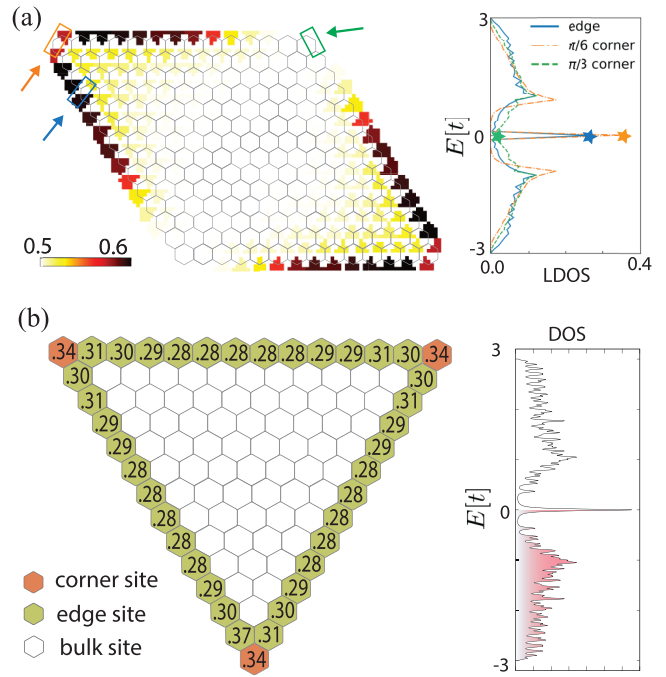 (a)
0.5 0.6
3
0
-3
E[t]
edge
π/6 corner
π/3 corner
0.0 0.4
LDOS
(b)
.34 .31 .30 .29 .28 .28 .28 .28 .29 .29 .31 .30 .34
.30 .30
.31 .31
.29 .29
.29 .29
.28 .28
.28 .28
.28 .28
.28 .28
.29 .29
.30 .30
.37 .31
.34
corner site
edge site
bulk site
DOS
3
0
-3
E[t]